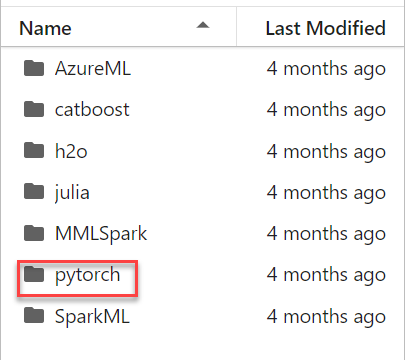 Name Last Modified
AzureML 4 months ago
catboost 4 months ago
h2o 4 months ago
julia 4 months ago
MMLSpark 4 months ago
pytorch 4 months ago
SparkML 4 months ago